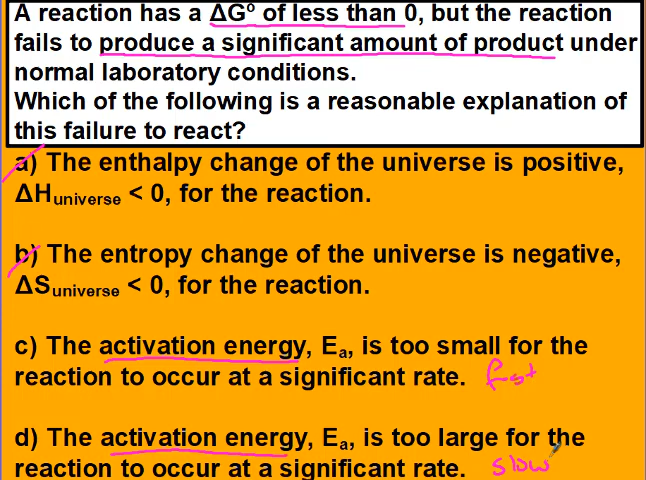 A reaction has a ΔGº of less than 0, but the reaction
fails to produce a significant amount of product under
normal laboratory conditions.
Which of the following is a reasonable explanation of
this failure to react?
a) The enthalpy change of the universe is positive,
ΔHuniverse < 0, for the reaction.
b) The entropy change of the universe is negative,
ΔSuniverse < 0, for the reaction.
c) The activation energy, Ea, is too small for the
reaction to occur at a significant rate. fast
d) The activation energy, Ea, is too large for the
reaction to occur at a significant rate. slow